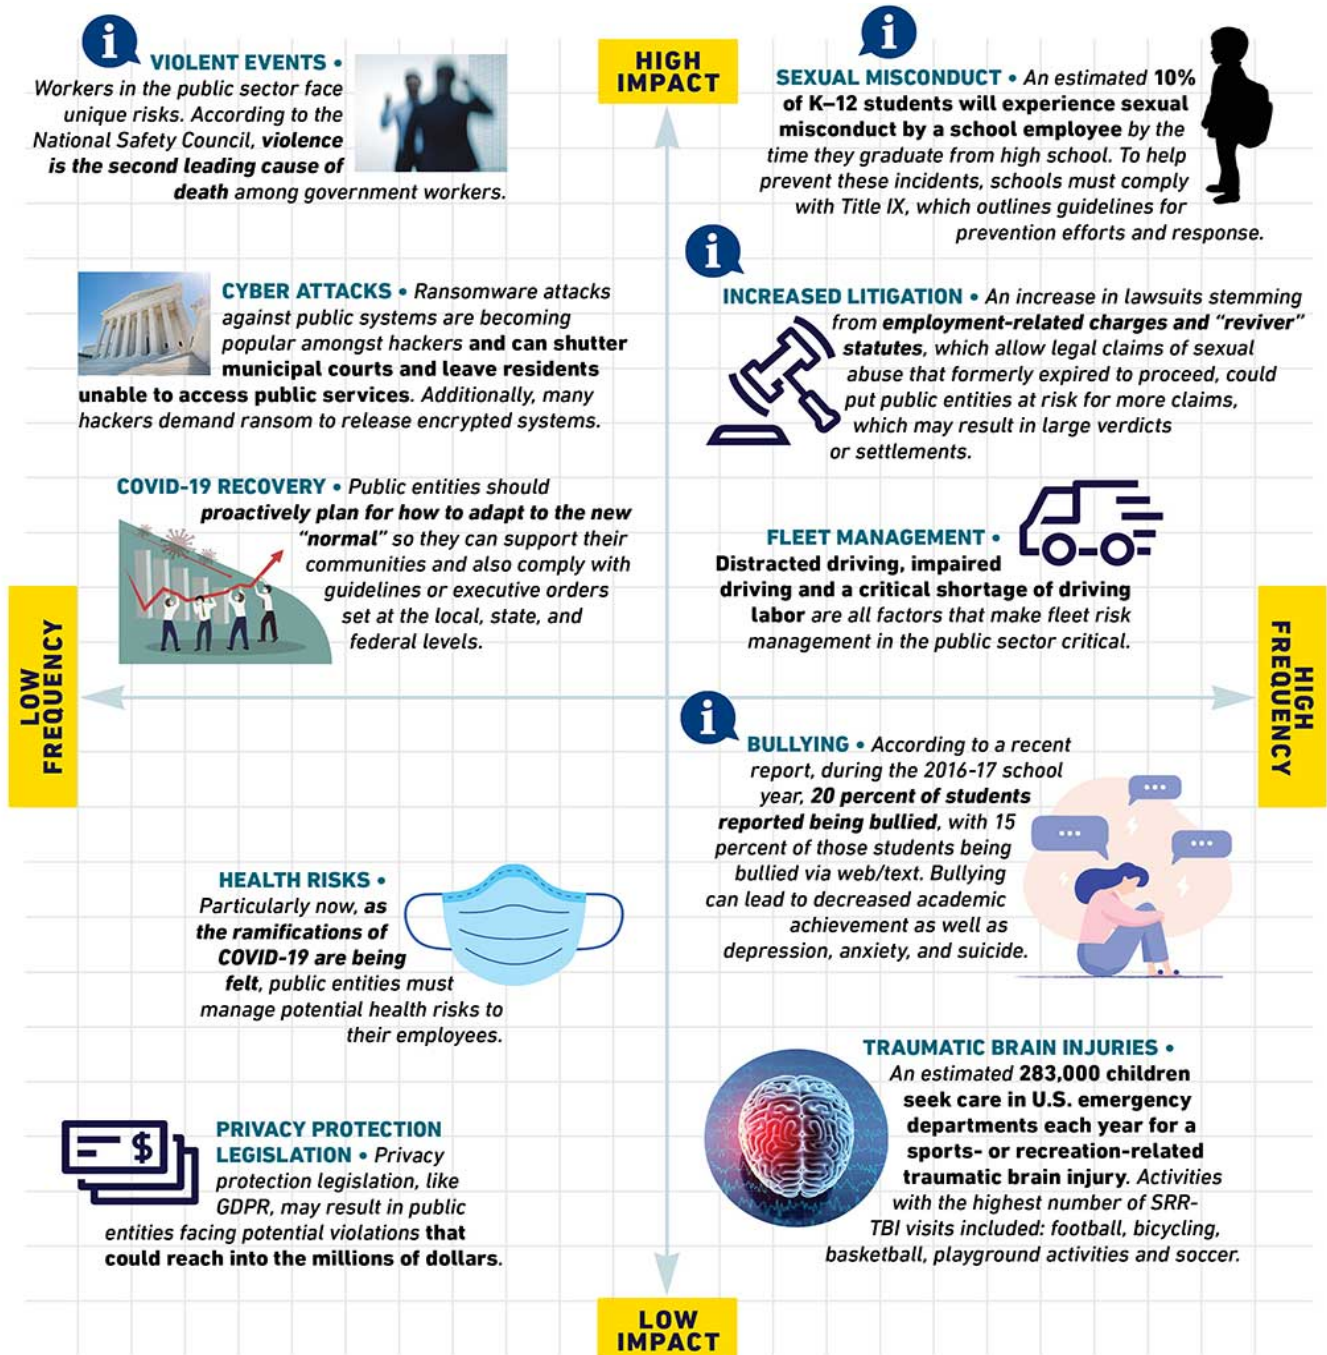 HIGH
IMPACT
VIOLENT EVENTS •
Workers in the public sector face
unique risks. According to the
National Safety Council, violence
is the second leading cause of
death among government workers.
SEXUAL MISCONDUCT • An estimated 10%
of K–12 students will experience sexual
misconduct by a school employee by the
time they graduate from high school. To help
prevent these incidents, schools must comply
with Title IX, which outlines guidelines for
prevention efforts and response.
CYBER ATTACKS • Ransomware attacks
against public systems are becoming
popular amongst hackers and can shutter
municipal courts and leave residents
unable to access public services. Additionally, many
hackers demand ransom to release encrypted systems.
INCREASED LITIGATION • An increase in lawsuits stemming
from employment-related charges and “reviver”
statutes, which allow legal claims of sexual
abuse that formerly expired to proceed, could
put public entities at risk for more claims,
which may result in large verdicts
or settlements.
COVID-19 RECOVERY • Public entities should
proactively plan for how to adapt to the new
“normal” so they can support their
communities and also comply with
guidelines or executive orders
set at the local, state, and
federal levels.
FLEET MANAGEMENT •
Distracted driving, impaired
driving and a critical shortage of driving
labor are all factors that make fleet risk
management in the public sector critical.
LOW
FREQUENCY
HIGH
FREQUENCY
BULLYING • According to a recent
report, during the 2016-17 school
year, 20 percent of students
reported being bullied, with 15
percent of those students being
bullied via web/text. Bullying
can lead to decreased academic
achievement as well as
depression, anxiety, and suicide.
HEALTH RISKS •
Particularly now, as
the ramifications of
COVID-19 are being
felt, public entities must
manage potential health risks to
their employees.
TRAUMATIC BRAIN INJURIES •
An estimated 283,000 children
seek care in U.S. emergency
departments each year for a
sports- or recreation-related
traumatic brain injury. Activities
with the highest number of SRR-
TBI visits included: football, bicycling,
basketball, playground activities and soccer.
PRIVACY PROTECTION
LEGISLATION • Privacy
protection legislation, like
GDPR, may result in public
entities facing potential violations that
could reach into the millions of dollars.
LOW
IMPACT